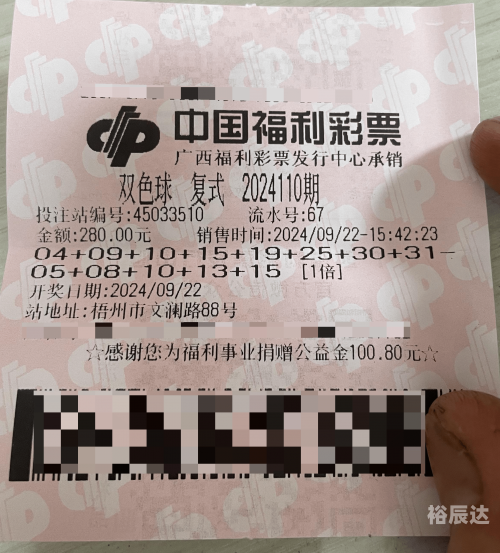 中国福利彩票
广西福利彩票发行中心承销
双色球 复式 2024110期
投注站编号:45033510 流水号:67
金额:280.00元 销售时间:2024/09/22-15:42:23
04+09+10+15+19+25+30+31-
05+08+10+13+15 [1倍]
开奖日期:2024/09/22
站地址:梧州市文澜路88号
☆感谢您为福利事业捐赠公益金100.80元☆
裕辰达